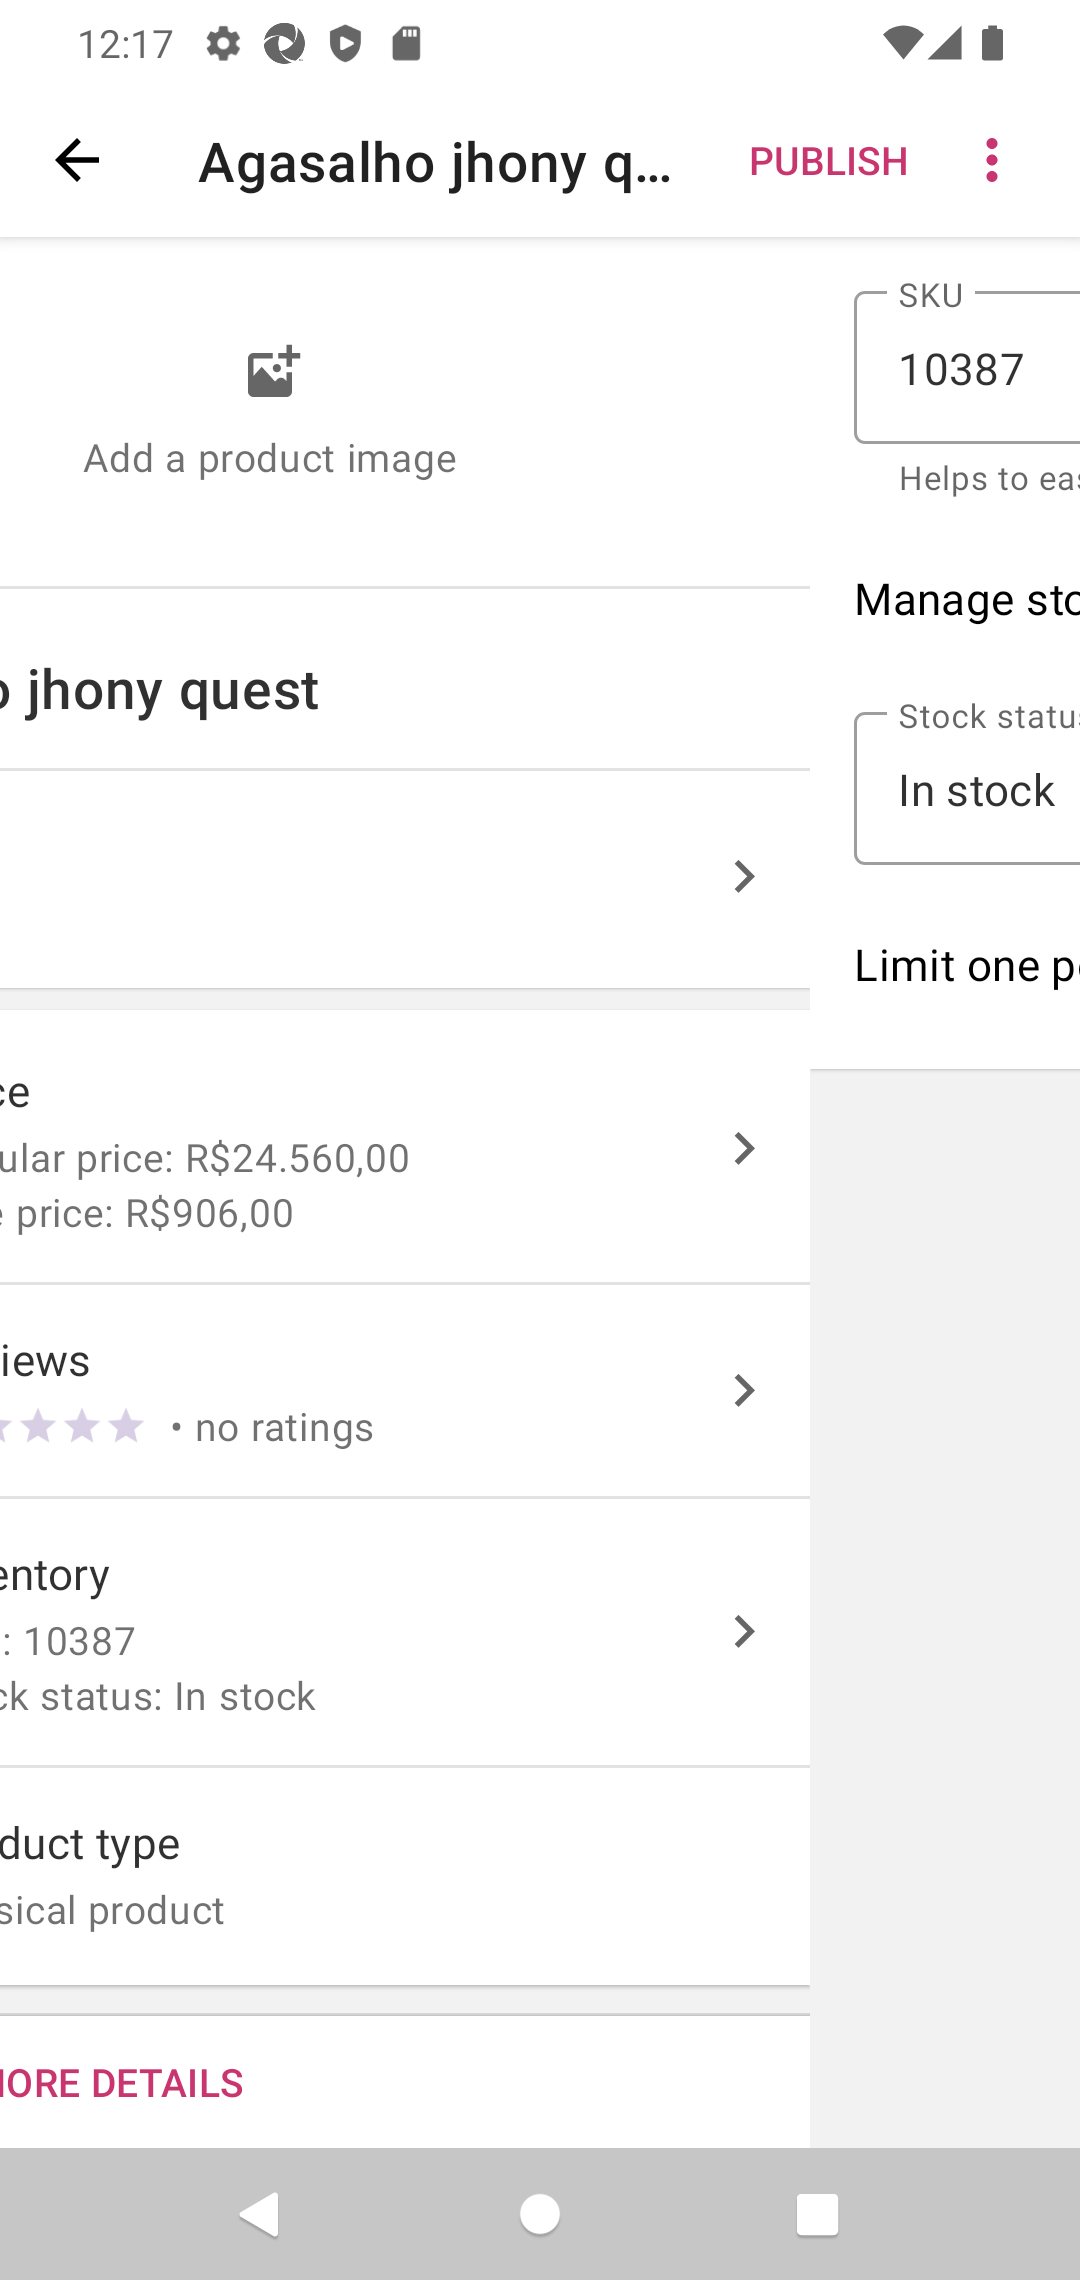 12:17
Agasalho jhony q...
PUBLISH
Add a product image
o jhony quest
ce
ular price: R$24.560,00
e price: R$906,00
iews
• no ratings
entory
: 10387
ck status: In stock
duct type
sical product
MORE DETAILS
SKU
10387
Helps to eas
Manage sto
Stock status
In stock
Limit one pe